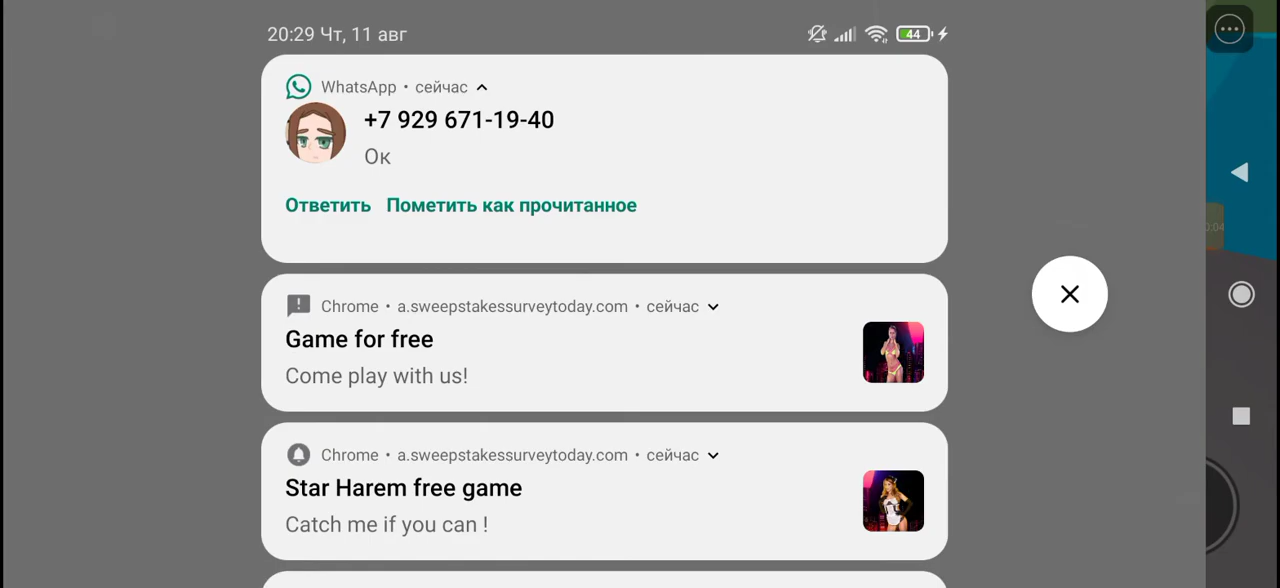 20:29 Чт, 11 авг
44
WhatsApp • сейчас
+7 929 671-19-40
Ок
Ответить Пометить как прочитанное
Chrome • a.sweepstakessurveytoday.com • сейчас
Game for free
Come play with us!
Chrome • a.sweepstakessurveytoday.com • сейчас
Star Harem free game
Catch me if you can !